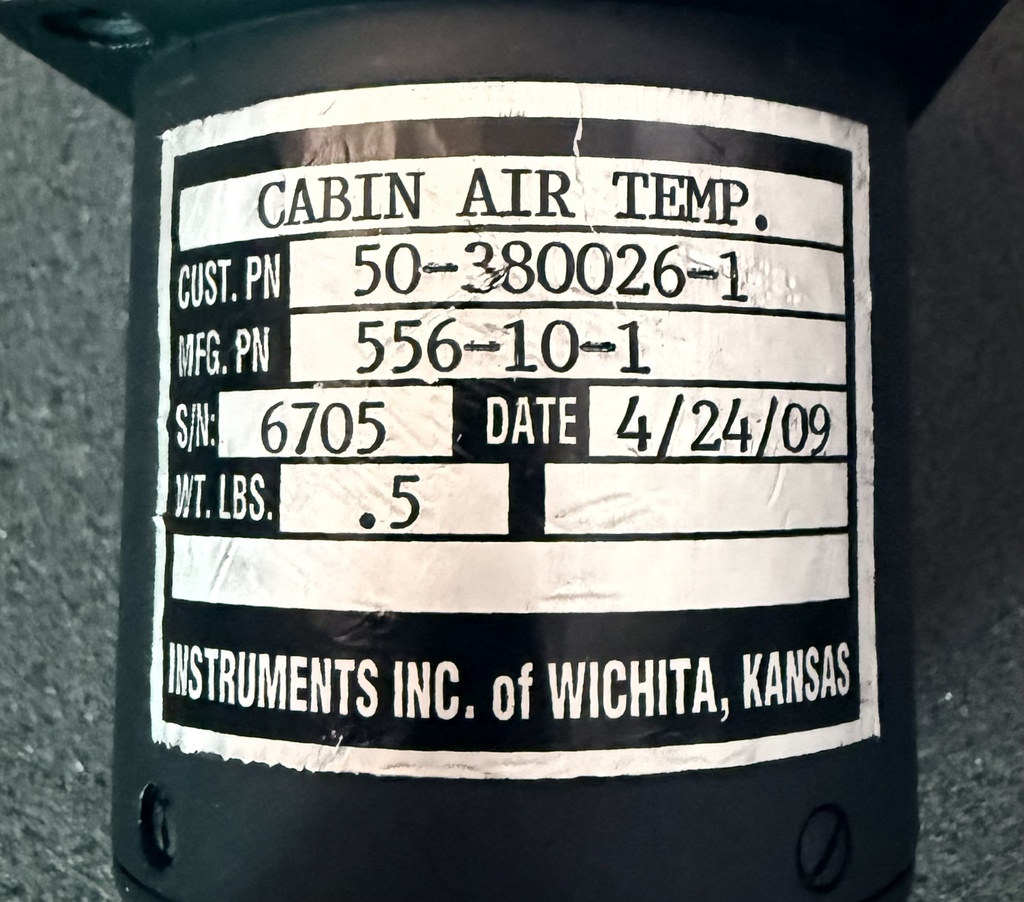 CABIN AIR TEMP.
CUST. PN 50-380026-1
MFG. PN 556-10-1
S/N: 6705 DATE 4/24/09
WT. LBS. .5
INSTRUMENTS INC. of WICHITA, KANSAS